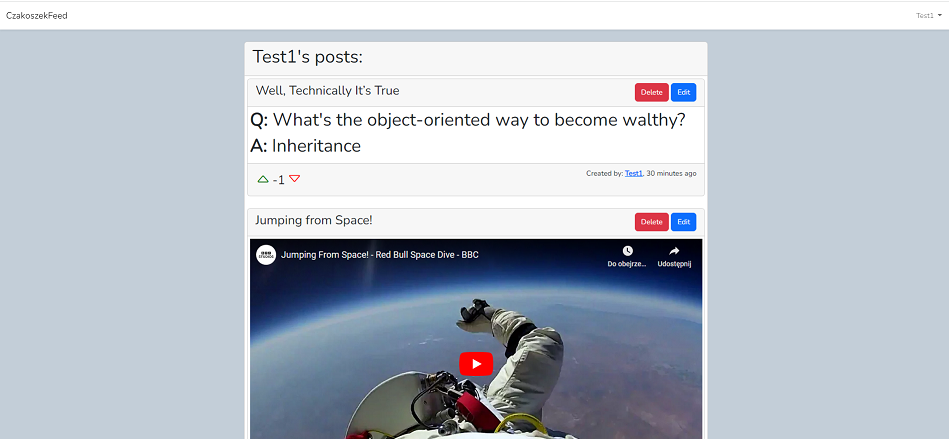 CzakoszekFeed
Test1
Test1's posts:
Well, Technically It's True
Delete
Edit
Q: What's the object-oriented way to become walthy?
A: Inheritance
-1
Created by: Test1, 30 minutes ago
Jumping from Space!
Delete
Edit
BBC
STUDIOS
Jumping From Space! - Red Bull Space Dive - BBC
Do obejrze...
Udostępnij